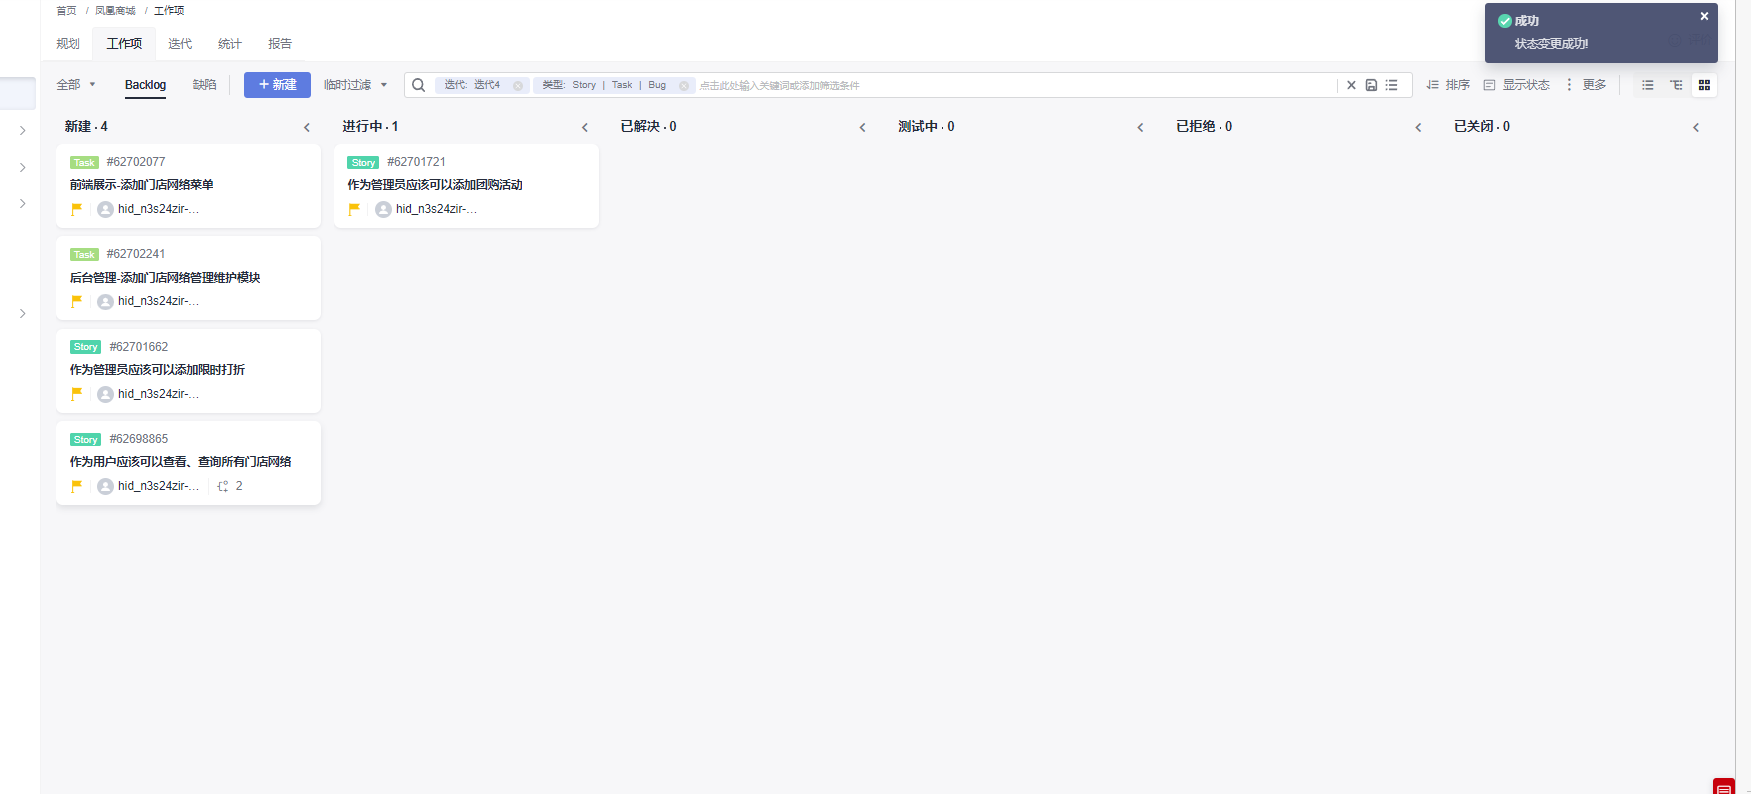 首页 / 凤凰商城 / 工作项
成功
状态变更成功!
规划 工作项 迭代 统计 报告
全部 Backlog 缺陷 + 新建 临时过滤 迭代: 迭代4 类型: Story | Task | Bug 点击此处输入关键词或添加筛选条件 排序 显示状态 更多
新建 · 4 进行中 · 1 已解决 · 0 测试中 · 0 已拒绝 · 0 已关闭 · 0
Task #62702077
前端展示-添加门店网络菜单
hid_n3s24zir-...
Task #62702241
后台管理-添加门店网络管理维护模块
hid_n3s24zir-...
Story #62701662
作为管理员应该可以添加限时打折
hid_n3s24zir-...
Story #62698865
作为用户应该可以查看、查询所有门店网络
hid_n3s24zir-... 2
Story #62701721
作为管理员应该可以添加团购活动
hid_n3s24zir-...